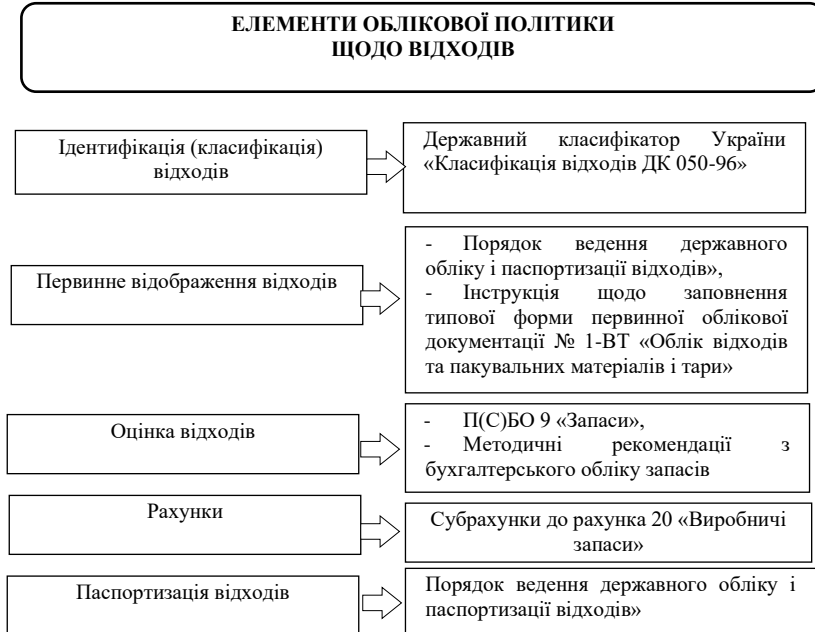 ЕЛЕМЕНТИ ОБЛІКОВОЇ ПОЛІТИКИ
ЩОДО ВІДХОДІВ
Ідентифікація (класифікація)
відходів
Державний класифікатор України
«Класифікація відходів ДК 050-96»
Первинне відображення відходів
- Порядок ведення державного
обліку і паспортизації відходів»,
- Інструкція щодо заповнення
типової форми первинної облікової
документації № 1-ВТ «Облік відходів
та пакувальних матеріалів і тари»
Оцінка відходів
- П(С)БО 9 «Запаси»,
- Методичні рекомендації з
бухгалтерського обліку запасів
Рахунки
Субрахунки до рахунка 20 «Виробничі
запаси»
Паспортизація відходів
Порядок ведення державного обліку і
паспортизації відходів»